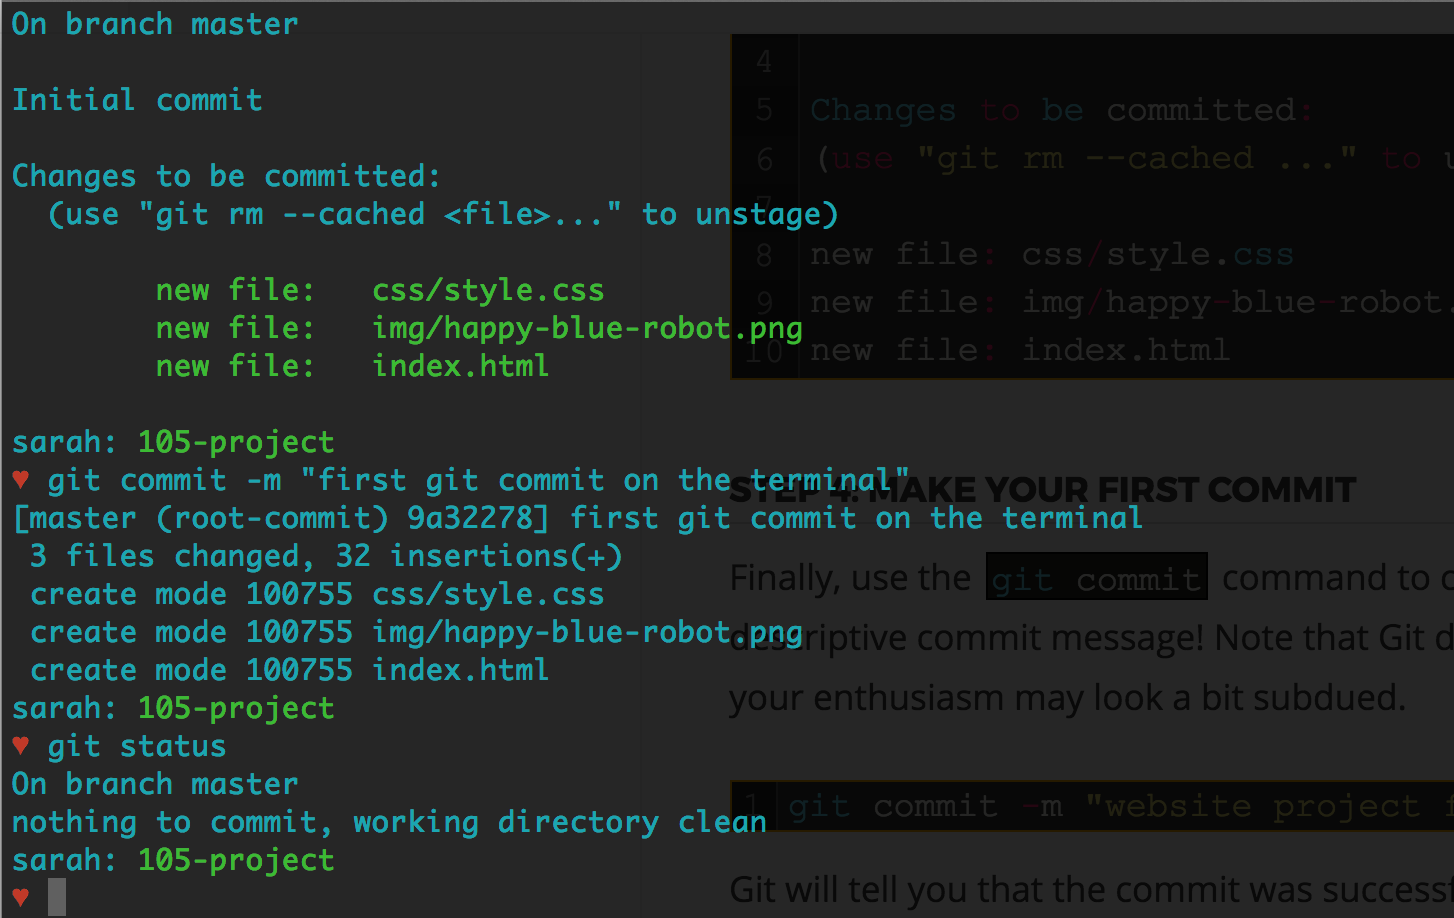 On branch master
Initial commit
Changes to be committed:
(use "git rm --cached <file>..." to unstage)
new file:   css/style.css
new file:   img/happy-blue-robot.png
new file:   index.html
sarah: 105-project
♥ git commit -m "first git commit on the terminal"
[master (root-commit) 9a32278] first git commit on the terminal
3 files changed, 32 insertions(+)
create mode 100755 css/style.css
create mode 100755 img/happy-blue-robot.png
create mode 100755 index.html
sarah: 105-project
♥ git status
On branch master
nothing to commit, working directory clean
sarah: 105-project
♥
4
5 Changes to be committed:
6 (use "git rm --cached ..." to
7
8 new file: css/style.css
9 new file: img/happy-blue-robot.
10 new file: index.html
STEP 4: MAKE YOUR FIRST COMMIT
Finally, use the git commit command to
descriptive commit message! Note that Git
your enthusiasm may look a bit subdued.
1 git commit -m "website project
Git will tell you that the commit was